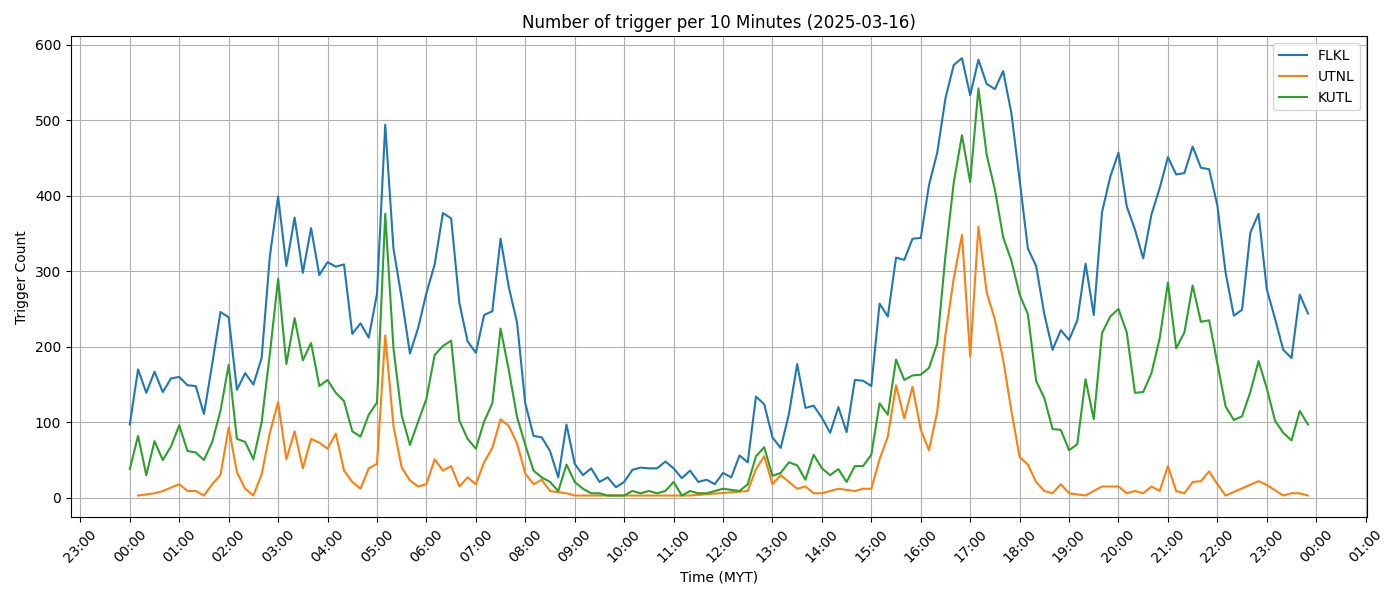 Number of trigger per 10 Minutes (2025-03-16)
FLKL
UTNL
KUTL
Trigger Count
600
500
400
300
200
100
0
23:00 00:00 01:00 02:00 03:00 04:00 05:00 06:00 07:00 08:00 09:00 10:00 11:00 12:00 13:00 14:00 15:00 16:00 17:00 18:00 19:00 20:00 21:00 22:00 23:00 00:00 01:00
Time (MYT)